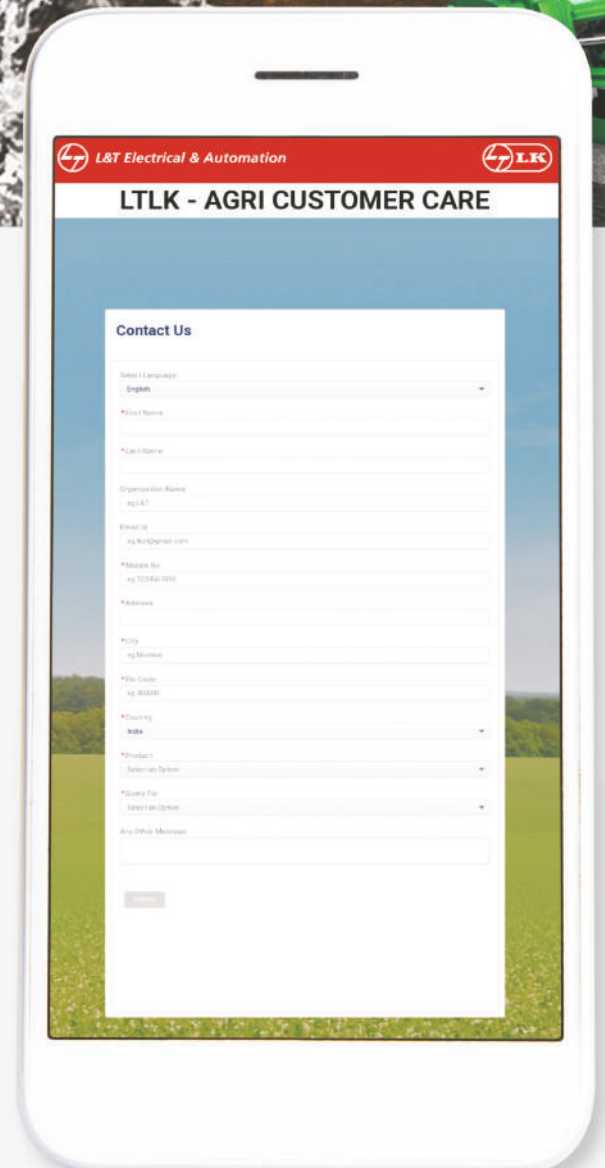 L&T Electrical & Automation
LK
LTLK - AGRI CUSTOMER CARE
Contact Us
Select Language
English
*First Name
*Last Name
Organisation Name
eg L&T
Email Id
*Mobile No
*Address
*City
eg Mumbai
*Pin Code
*Country
India
*Product
Select an Option
*Query For
Select an Option
Any Other Message